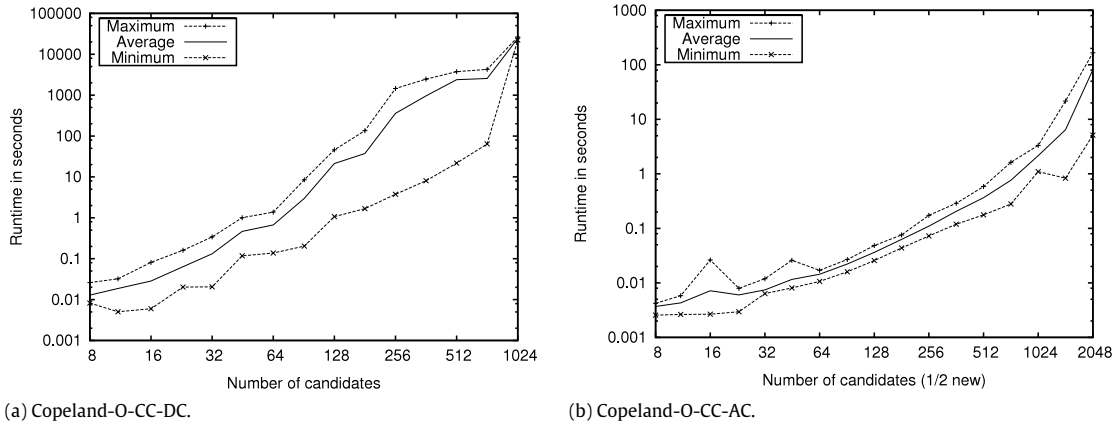 Maximum
Average
Minimum
100000
10000
1000
100
10
1
0.1
0.01
0.001
Runtime in seconds
8 16 32 64 128 256 512 1024
Number of candidates
(a) Copeland-O-CC-DC.
Maximum
Average
Minimum
1000
100
10
1
0.1
0.01
0.001
Runtime in seconds
8 16 32 64 128 256 512 1024 2048
Number of candidates (1/2 new)
(b) Copeland-O-CC-AC.